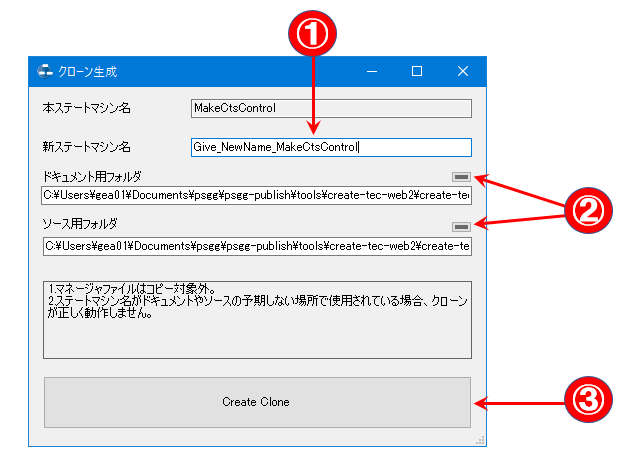 ①
クローン生成
本ステートマシン名 MakeCtsControl
新ステートマシン名 Give_NewName_MakeCtsControl
ドキュメント用フォルダ
C:¥Users¥gea01¥Documents¥psgg¥psgg-publish¥tools¥create-tec-web2¥create-te
②
ソース用フォルダ
C:¥Users¥gea01¥Documents¥psgg¥psgg-publish¥tools¥create-tec-web2¥create-te
1.マネージャファイルはコピー対象外。
2.ステートマシン名がドキュメントやソースの予期しない場所で使用されている場合、クローン
が正しく動作しません。
Create Clone
③